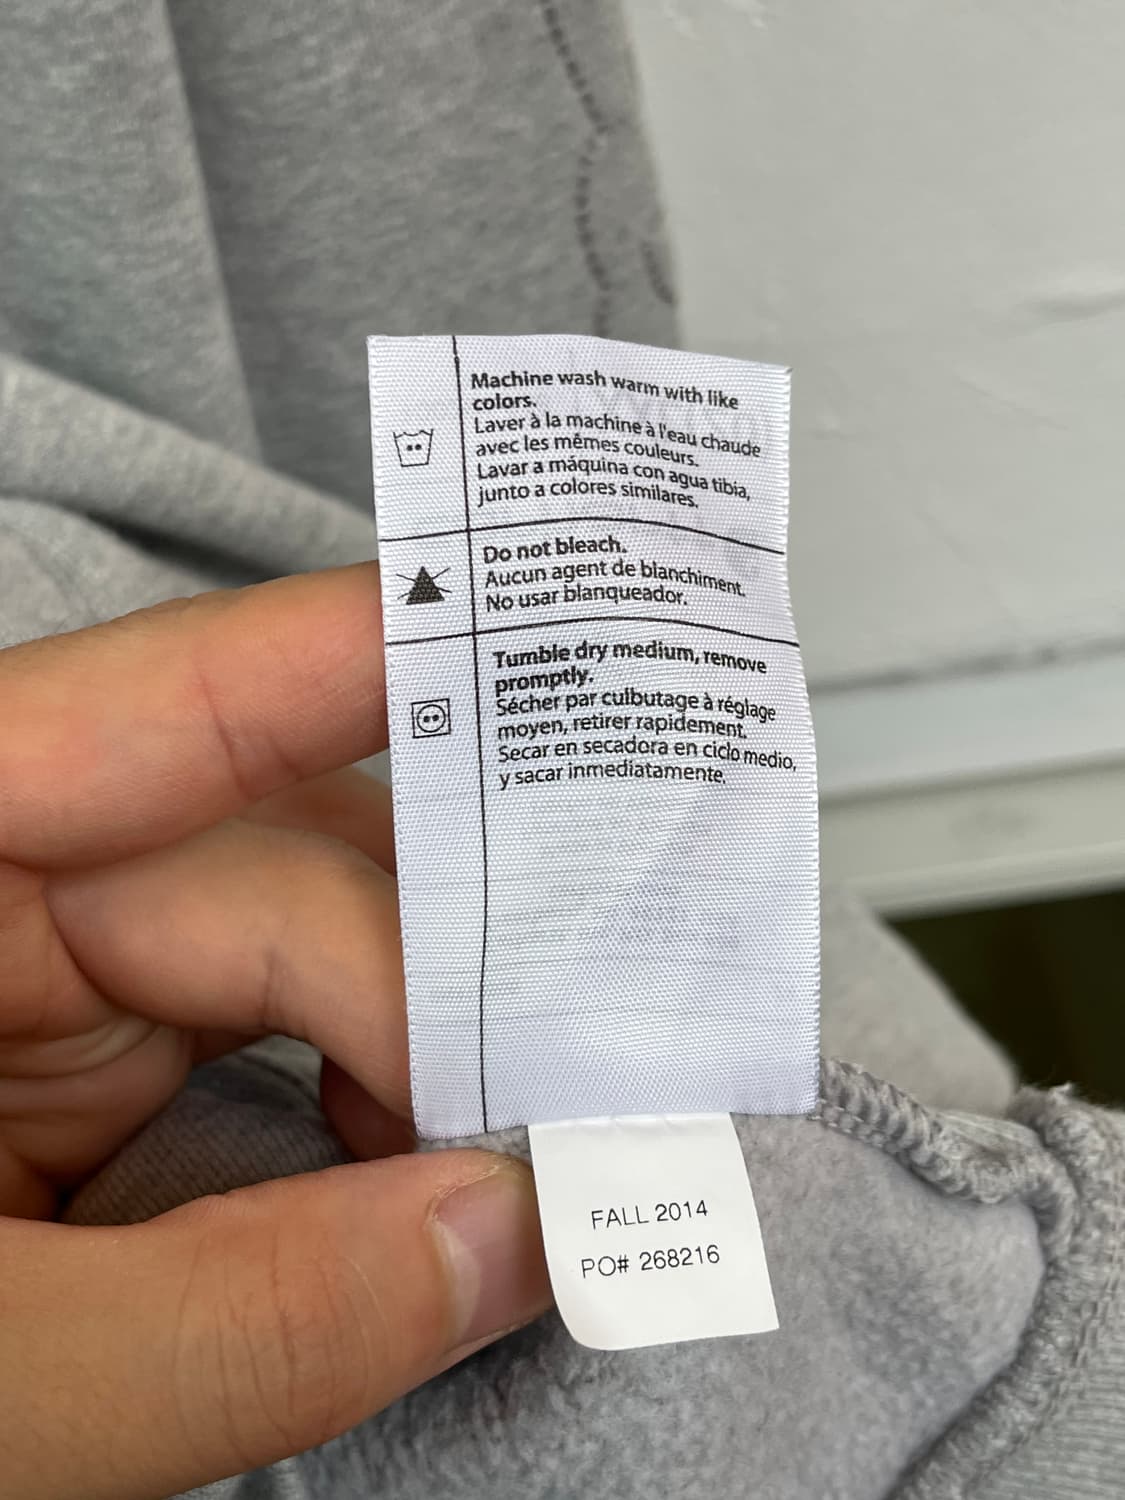 Machine wash warm with like
colors.
Laver à la machine à l'eau chaude
avec les mêmes couleurs.
Lavar a máquina con agua tibia,
junto a colores similares.
Do not bleach.
Aucun agent de blanchiment.
No usar blanqueador.
Tumble dry medium, remove
promptly.
Sécher par culbutage à réglage
moyen, retirer rapidement.
Secar en secadora en ciclo medio,
y sacar inmediatamente.
FALL 2014
PO# 268216